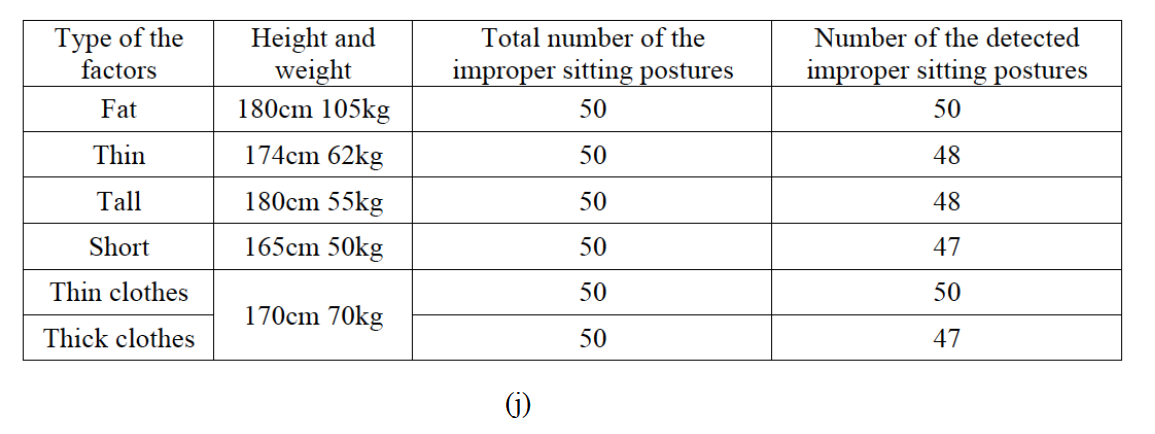 Type of the factors Height and weight Total number of the improper sitting postures Number of the detected improper sitting postures
Fat 180cm 105kg 50 50
Thin 174cm 62kg 50 48
Tall 180cm 55kg 50 48
Short 165cm 50kg 50 47
Thin clothes 170cm 70kg 50 50
Thick clothes 50 47
(j)